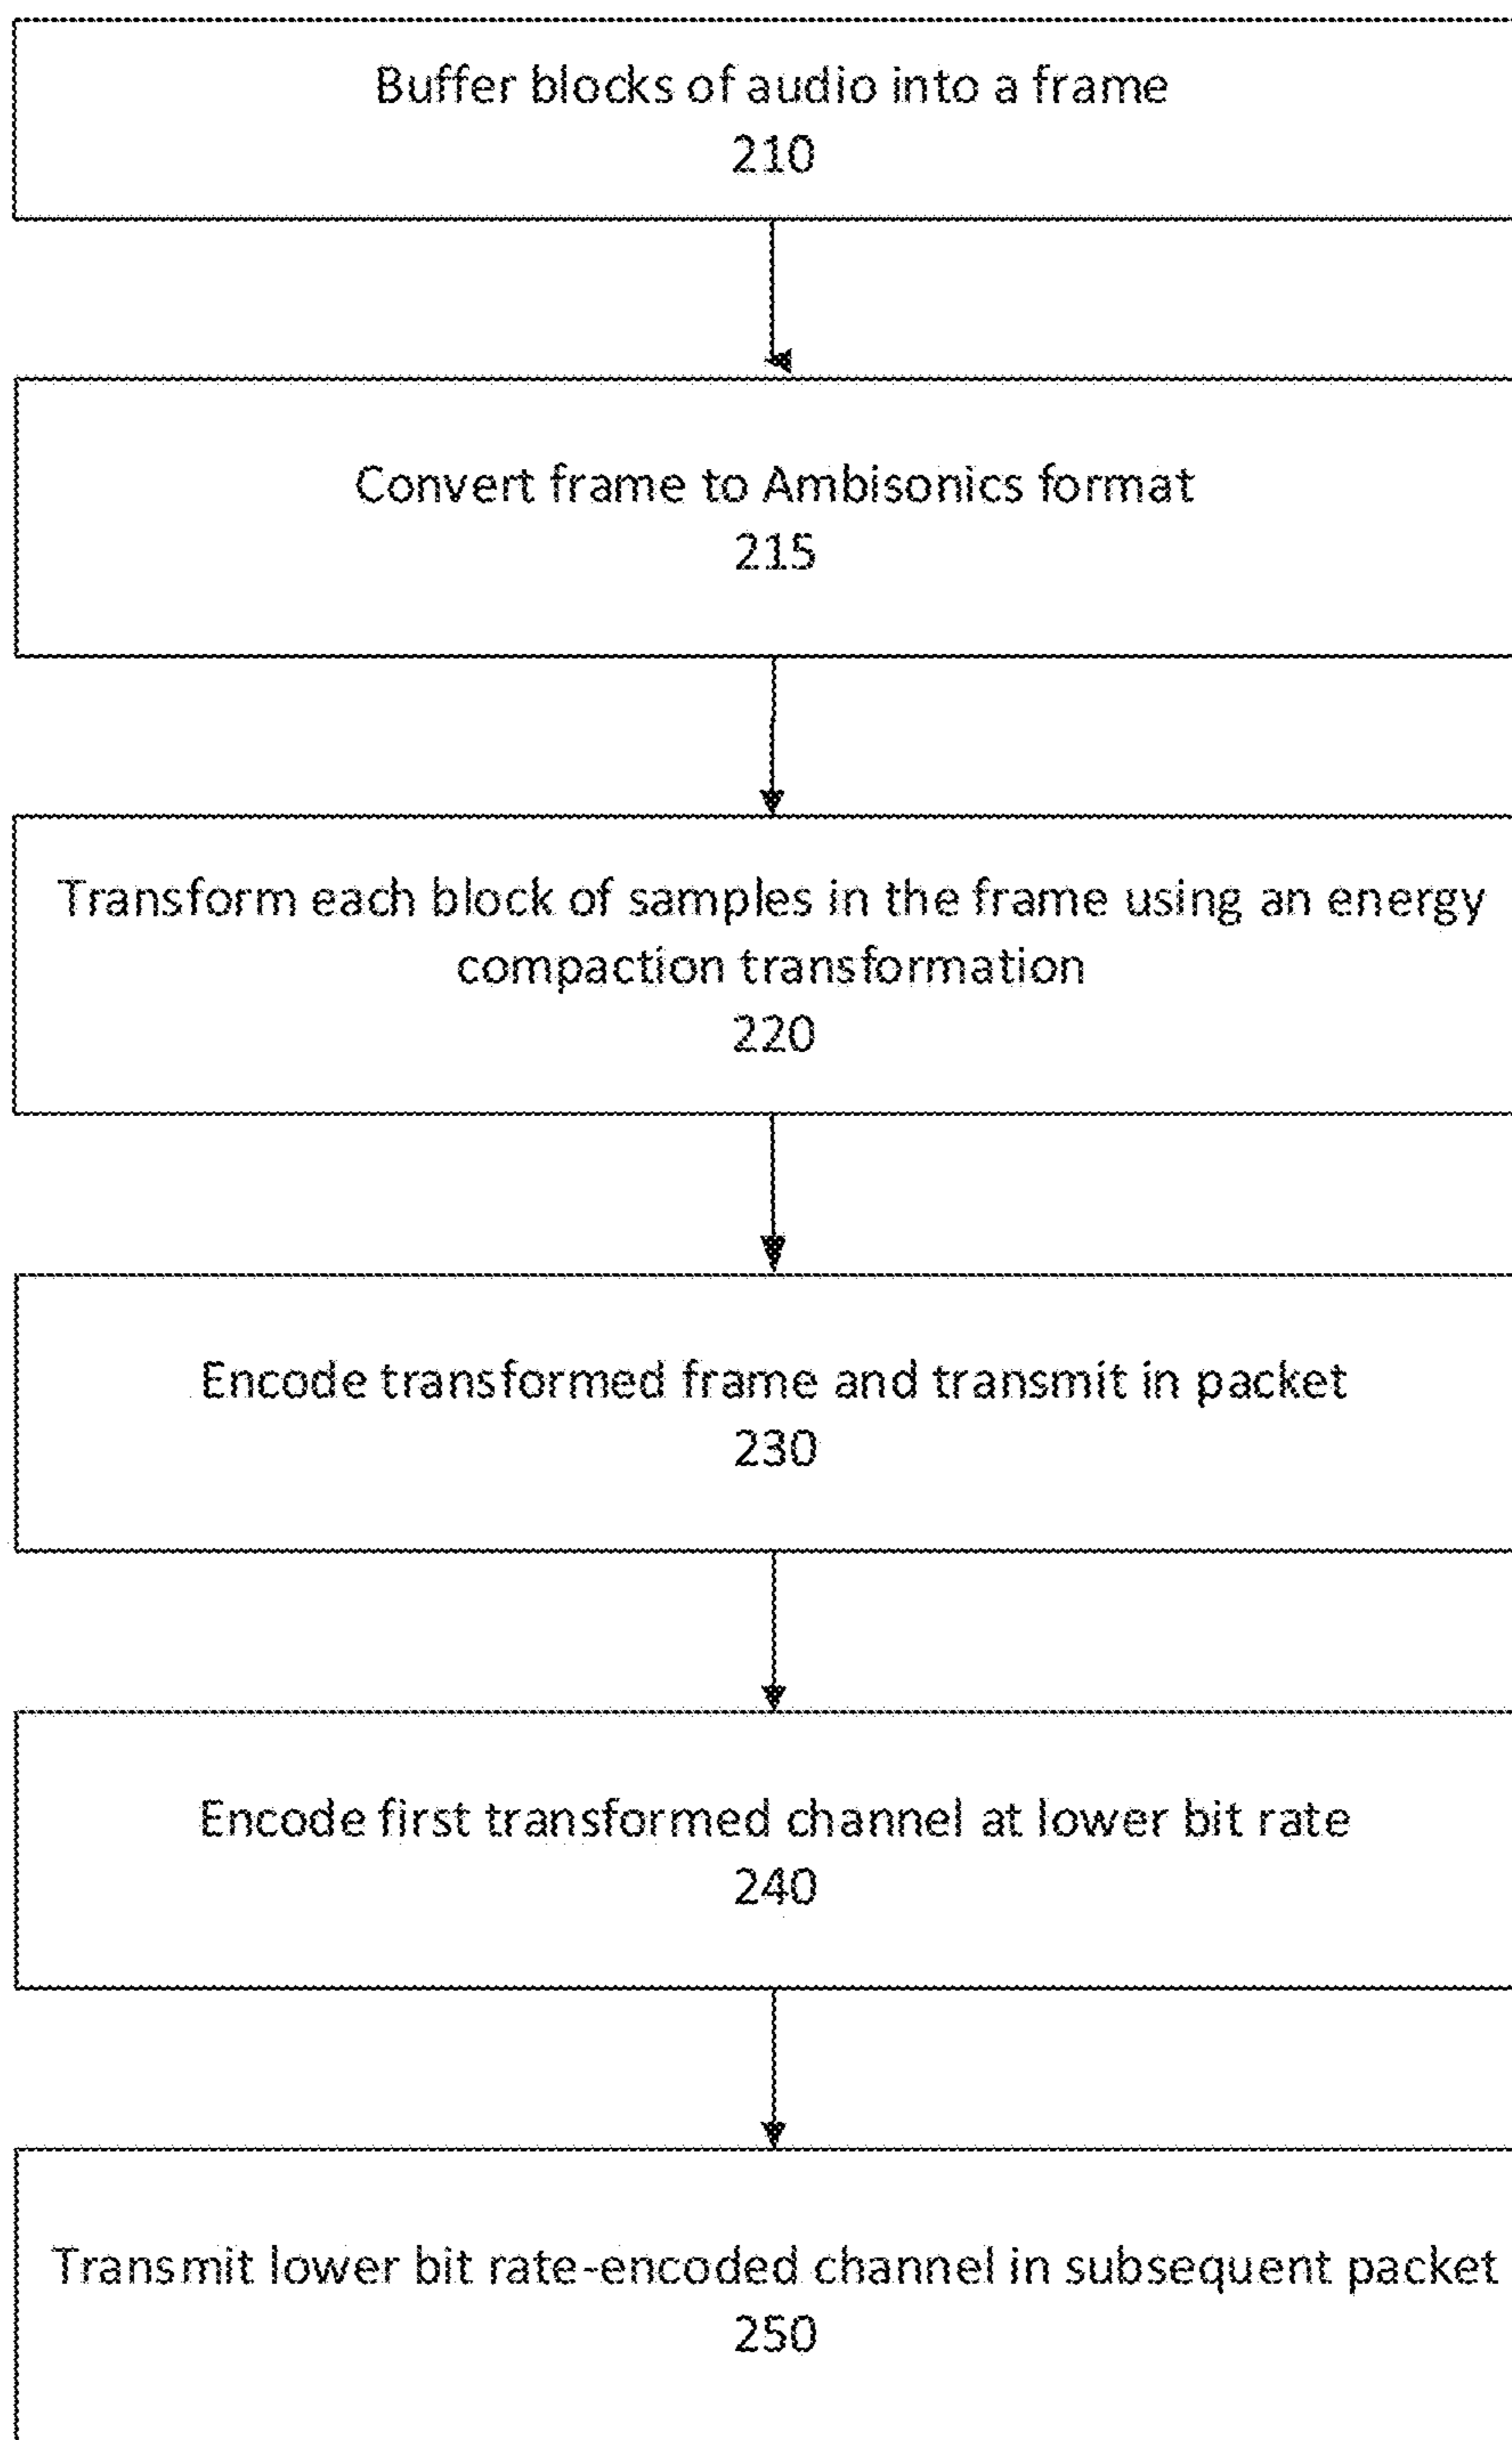 Buffer blocks of audio into a frame
210
Convert frame to Ambisonics format
215
Transform each block of samples in the frame using an energy
compaction transformation
220
Encode transformed frame and transmit in packet
230
Encode first transformed channel at lower bit rate
240
Transmit lower bit rate-encoded channel in subsequent packet
250